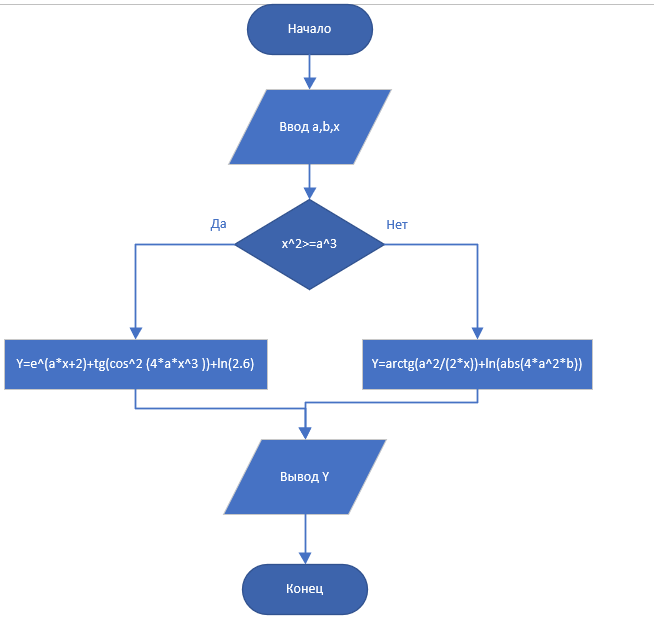 Начало
Ввод a,b,x
x^2>=a^3
Да
Нет
Y=e^(a*x+2)+tg(cos^2 (4*a*x^3 ))+ln(2.6)
Y=arctg(a^2/(2*x))+ln(abs(4*a^2*b))
Вывод Y
Конец